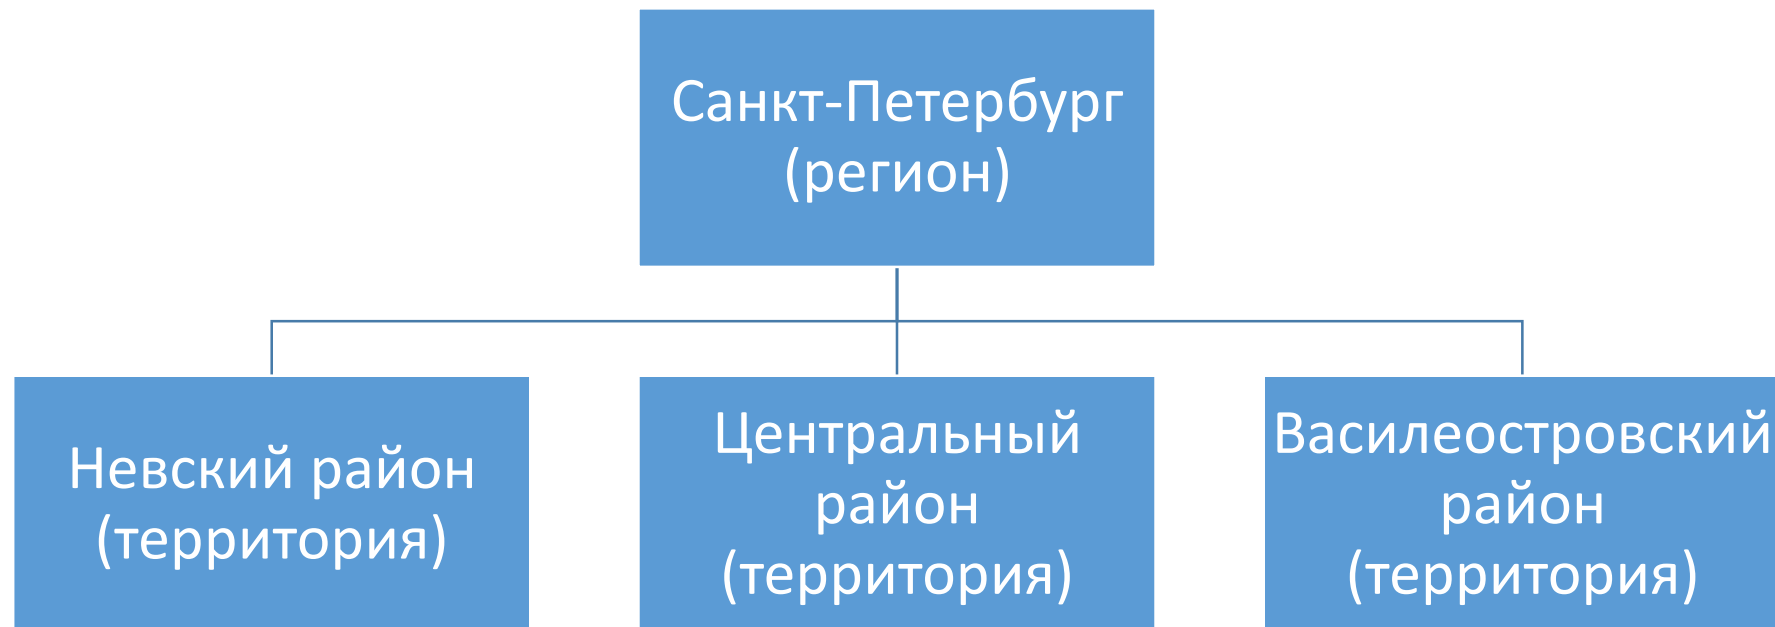 Санкт-Петербург
(регион)
Невский район
(территория)
Центральный
район
(территория)
Василеостровский
район
(территория)